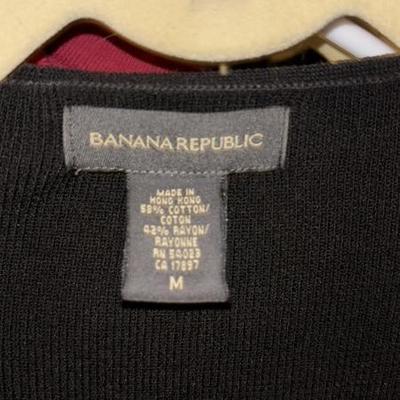 BANANA REPUBLIC
MADE IN
HONG KONG
58% COTTON/
COTON
42% RAYON/
RAYONNE
RN 54023
CA 17897
M